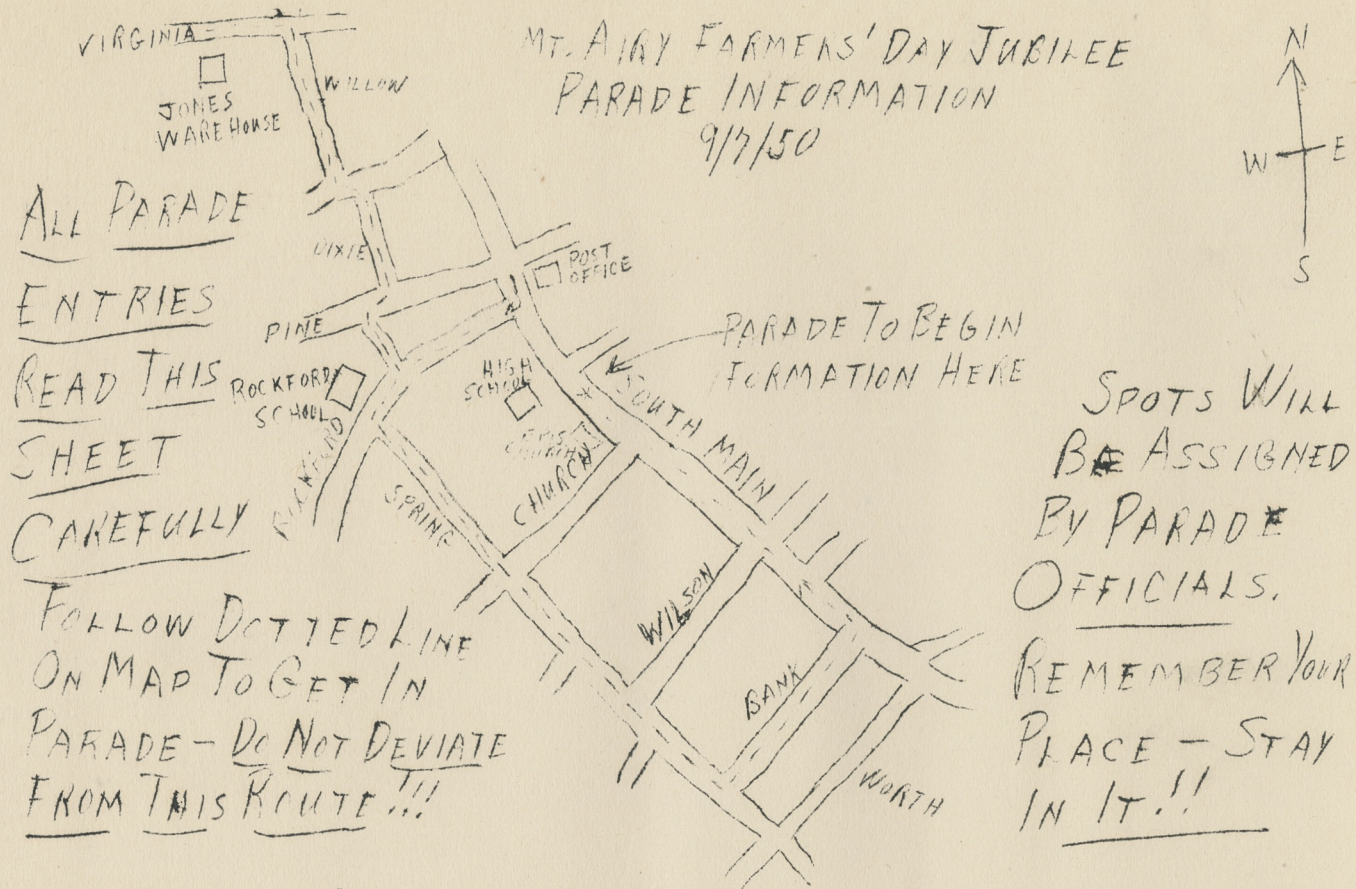 MT. AIRY FARMERS' DAY JUBILEE
PARADE INFORMATION
9/7/50
N
W
E
S
VIRGINIA
JONES
WAREHOUSE
WILLOW
ALL PARADE
ENTRIES
READ THIS
SHEET
CAREFULLY
FOLLOW DOTTED LINE
ON MAP TO GET IN
PARADE - DO NOT DEVIATE
FROM THIS ROUTE!!!
DIXIE
POST
OFFICE
PINE
ROCKFORD
SCHOOL
ROCKFORD
HIGH
SCHOOL
CHURCH
CHURCH
SPRING
PARADE TO BEGIN
FORMATION HERE
SOUTH MAIN
WILSON
BANK
WORTH
SPOTS WILL
BE ASSIGNED
BY PARADE
OFFICIALS.
REMEMBER YOUR
PLACE - STAY
IN IT!!